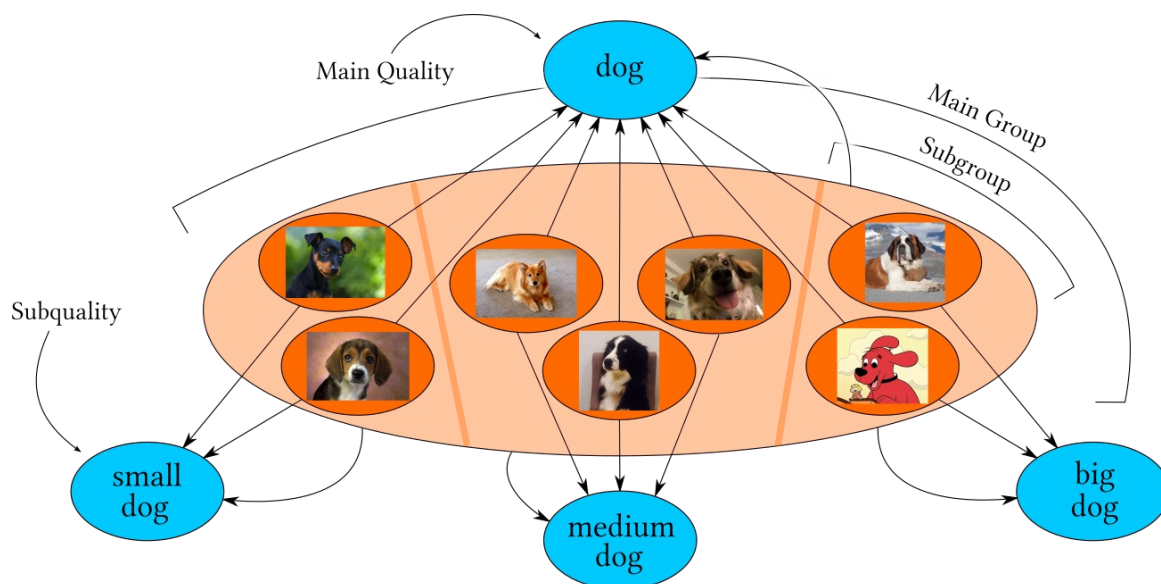 dog
Main Quality
Main Group
Subgroup
Subquality
small
dog
medium
dog
big
dog